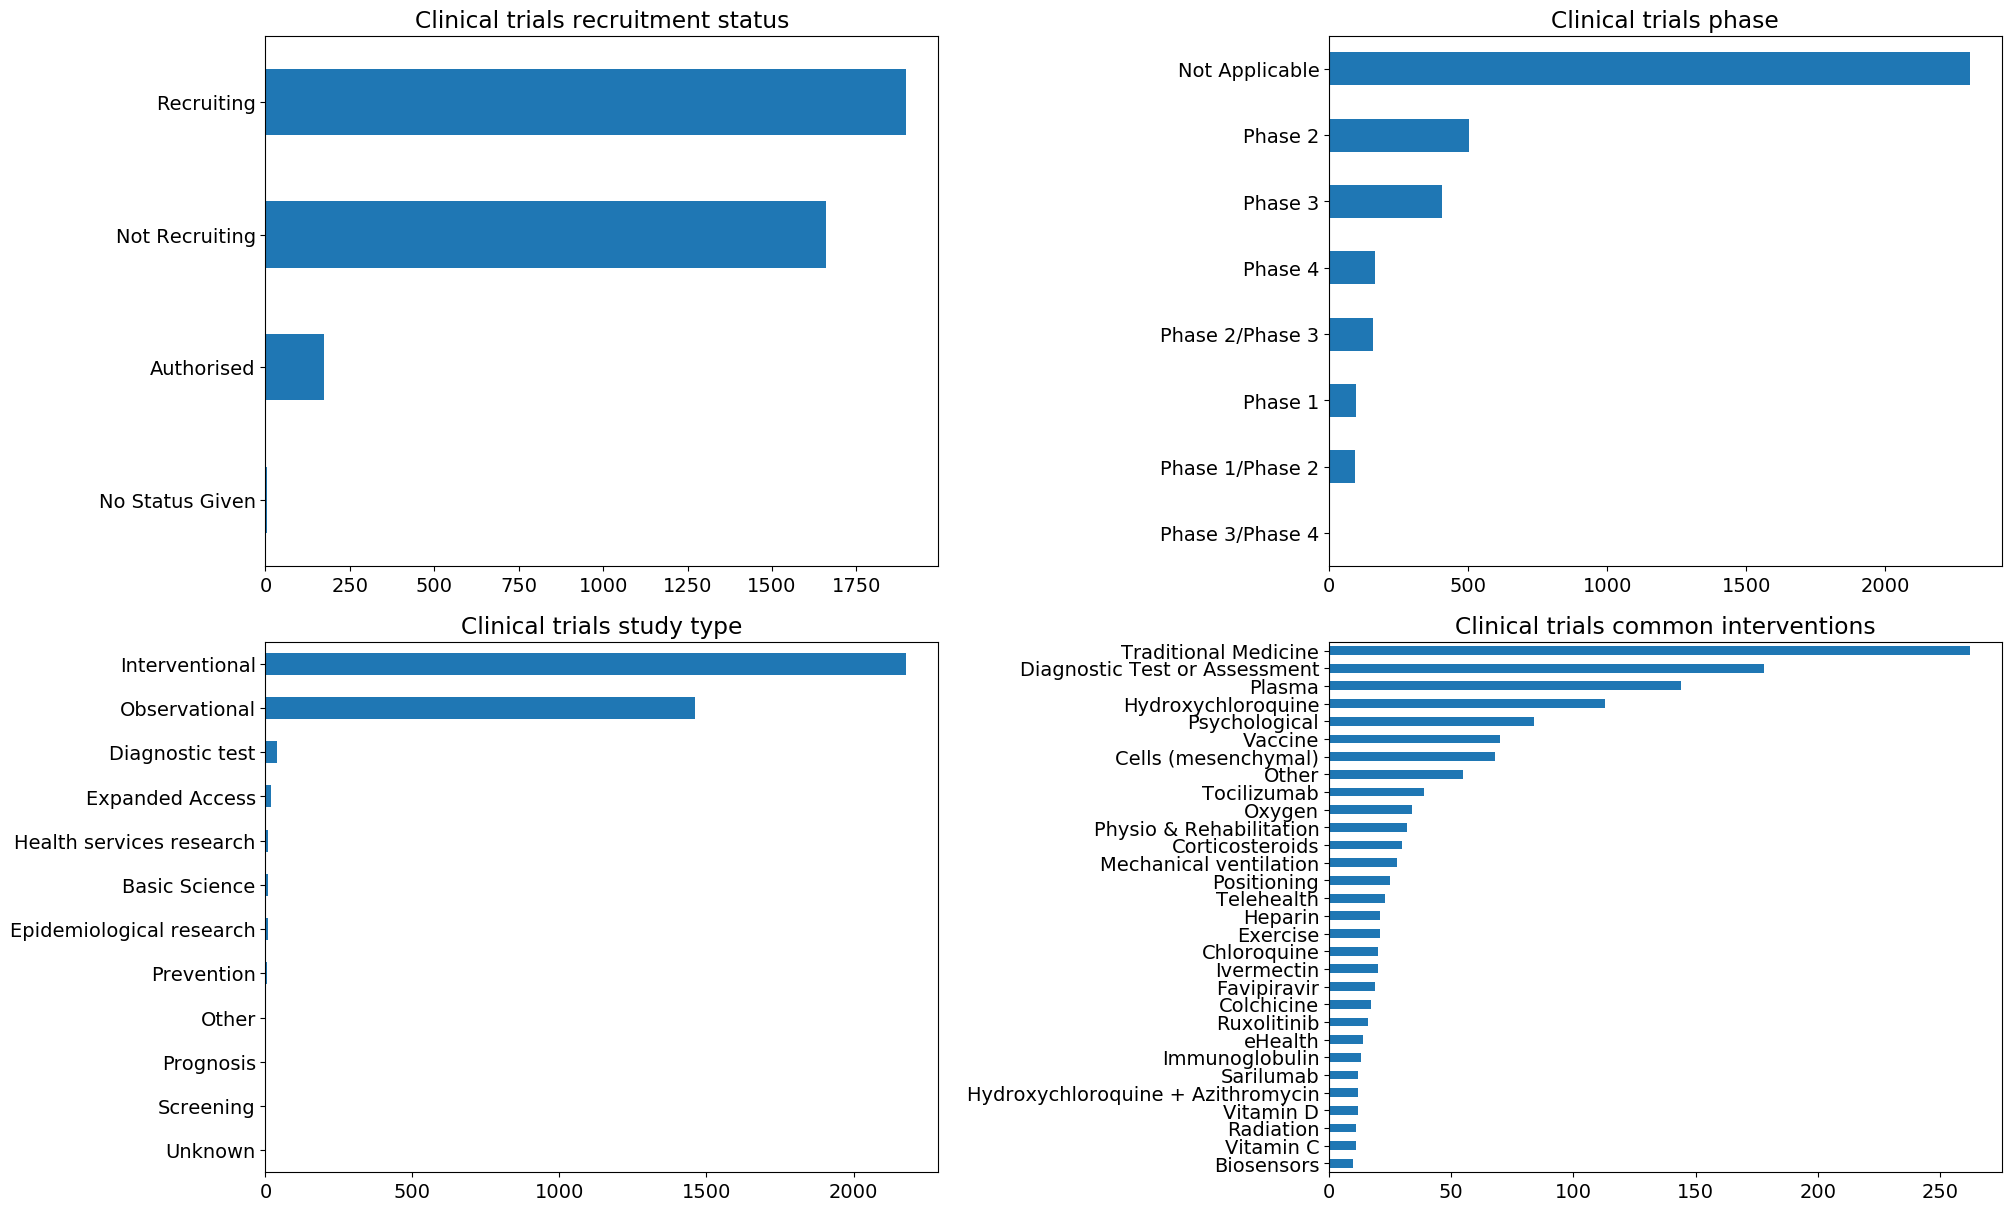 Clinical trials recruitment status
Recruiting
Not Recruiting
Authorised
No Status Given
0 250 500 750 1000 1250 1500 1750
Clinical trials phase
Not Applicable
Phase 2
Phase 3
Phase 4
Phase 2/Phase 3
Phase 1
Phase 1/Phase 2
Phase 3/Phase 4
0 500 1000 1500 2000
Clinical trials study type
Interventional
Observational
Diagnostic test
Expanded Access
Health services research
Basic Science
Epidemiological research
Prevention
Other
Prognosis
Screening
Unknown
0 500 1000 1500 2000
Clinical trials common interventions
Traditional Medicine
Diagnostic Test or Assessment
Plasma
Hydroxychloroquine
Psychological
Vaccine
Cells (mesenchymal)
Other
Tocilizumab
Oxygen
Physio & Rehabilitation
Corticosteroids
Mechanical ventilation
Positioning
Telehealth
Heparin
Exercise
Chloroquine
Ivermectin
Favipiravir
Colchicine
Ruxolitinib
eHealth
Immunoglobulin
Sarilumab
Hydroxychloroquine + Azithromycin
Vitamin D
Radiation
Vitamin C
Biosensors
0 50 100 150 200 250